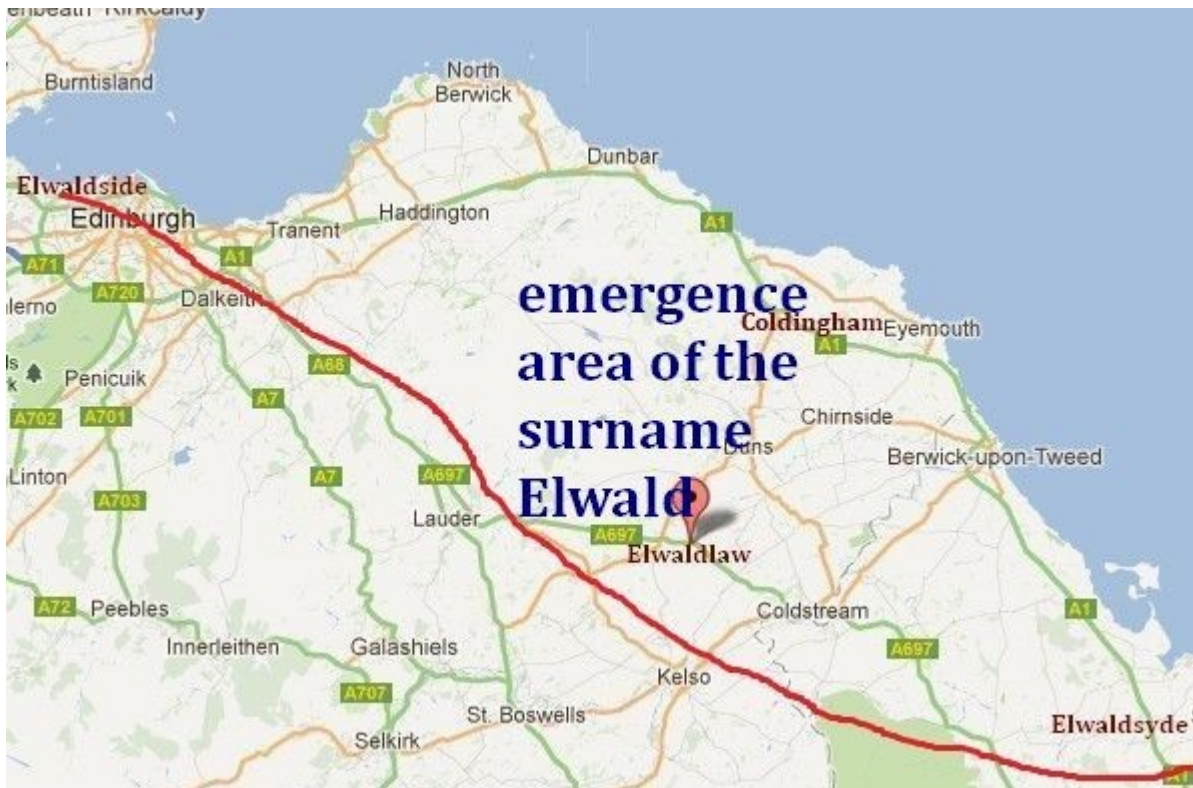 Kirkcaldy
Burntisland
North
Berwick
Dunbar
Elwaldside
Edinburgh
Haddington
Tranent
A1
A1
A71
A720
Dalkeith
emergence
area of the
surname
Elwald
Coldingham
Eyemouth
A1
A68
Penicuik
A7
A702
A701
Chirnside
Duns
Berwick-upon-Tweed
Linton
A703
A7
A697
Lauder
A697
Elwaldlaw
A72
Peebles
Coldstream
A1
Innerleithen
Galashiels
A697
Kelso
A707
St. Boswells
Selkirk
Elwaldsyde
A1